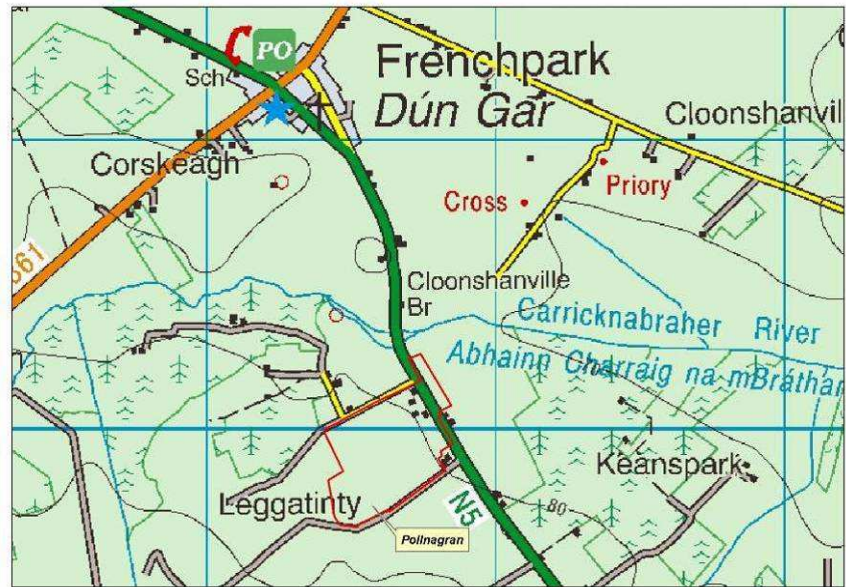 PO
Sch
Frenchpark
Dún Gar
Cloonshanvil
Corskeagh
Priory
Cross
361
Cloonshanville
Br
Carricknabraher River
Abhainn Charraig na mBráthar
Keanspark
Leggatinty
N5
80
Pollnagran